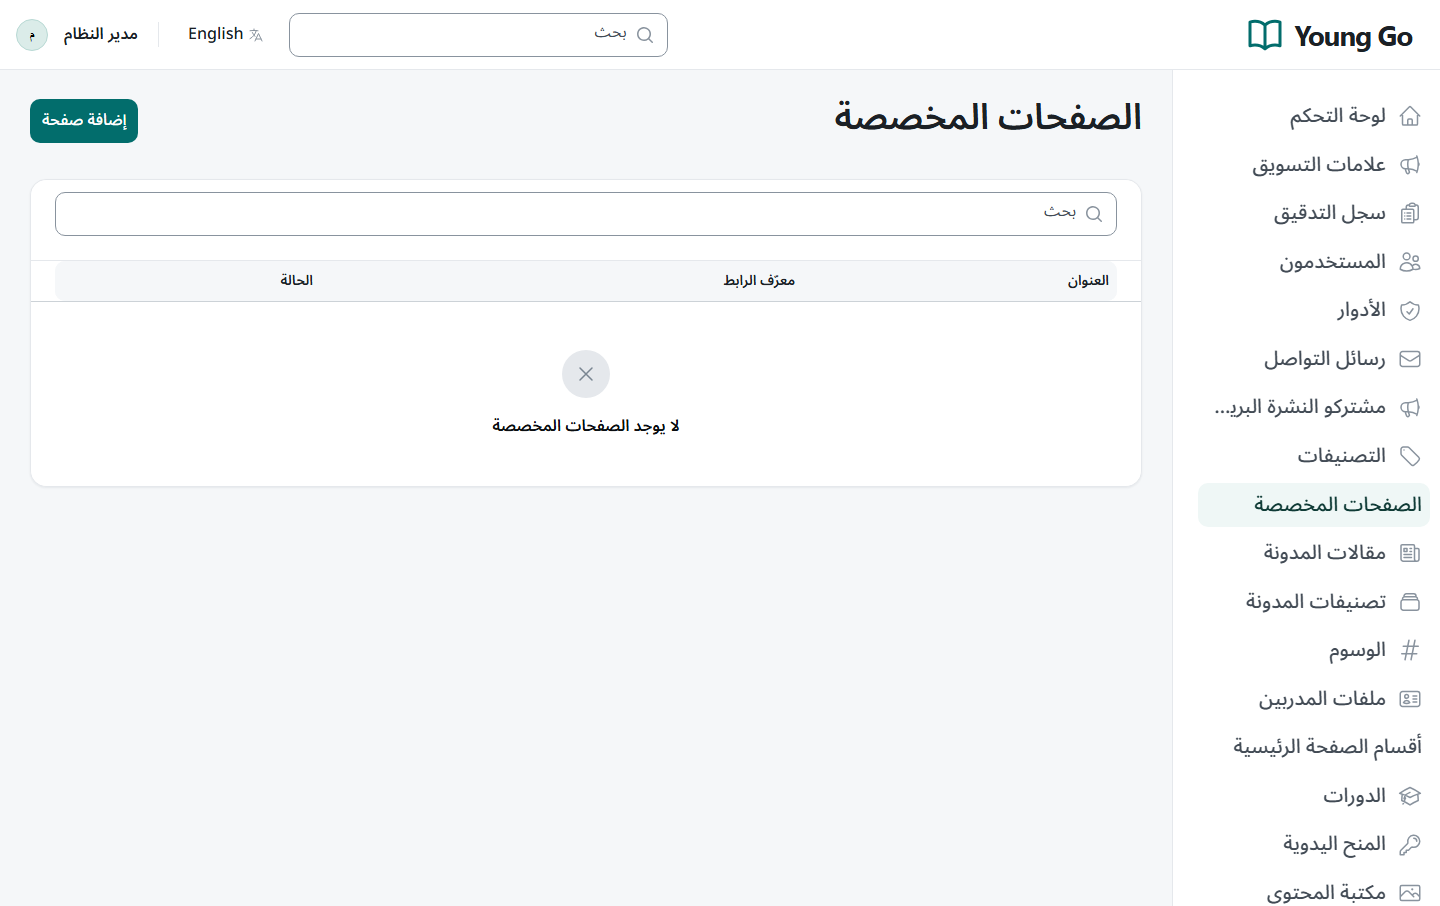 Young Go
بحث
English
مدير النظام
م
لوحة التحكم
علامات التسويق
سجل التدقيق
المستخدمون
الأدوار
رسائل التواصل
مشتركو النشرة البريـ...
التصنيفات
الصفحات المخصصة
مقالات المدونة
تصنيفات المدونة
الوسوم
ملفات المدربين
أقسام الصفحة الرئيسية
الدورات
المنح اليدوية
مكتبة المحتوى
الصفحات المخصصة
إضافة صفحة
بحث
العنوان
معرّف الرابط
الحالة
لا يوجد الصفحات المخصصة